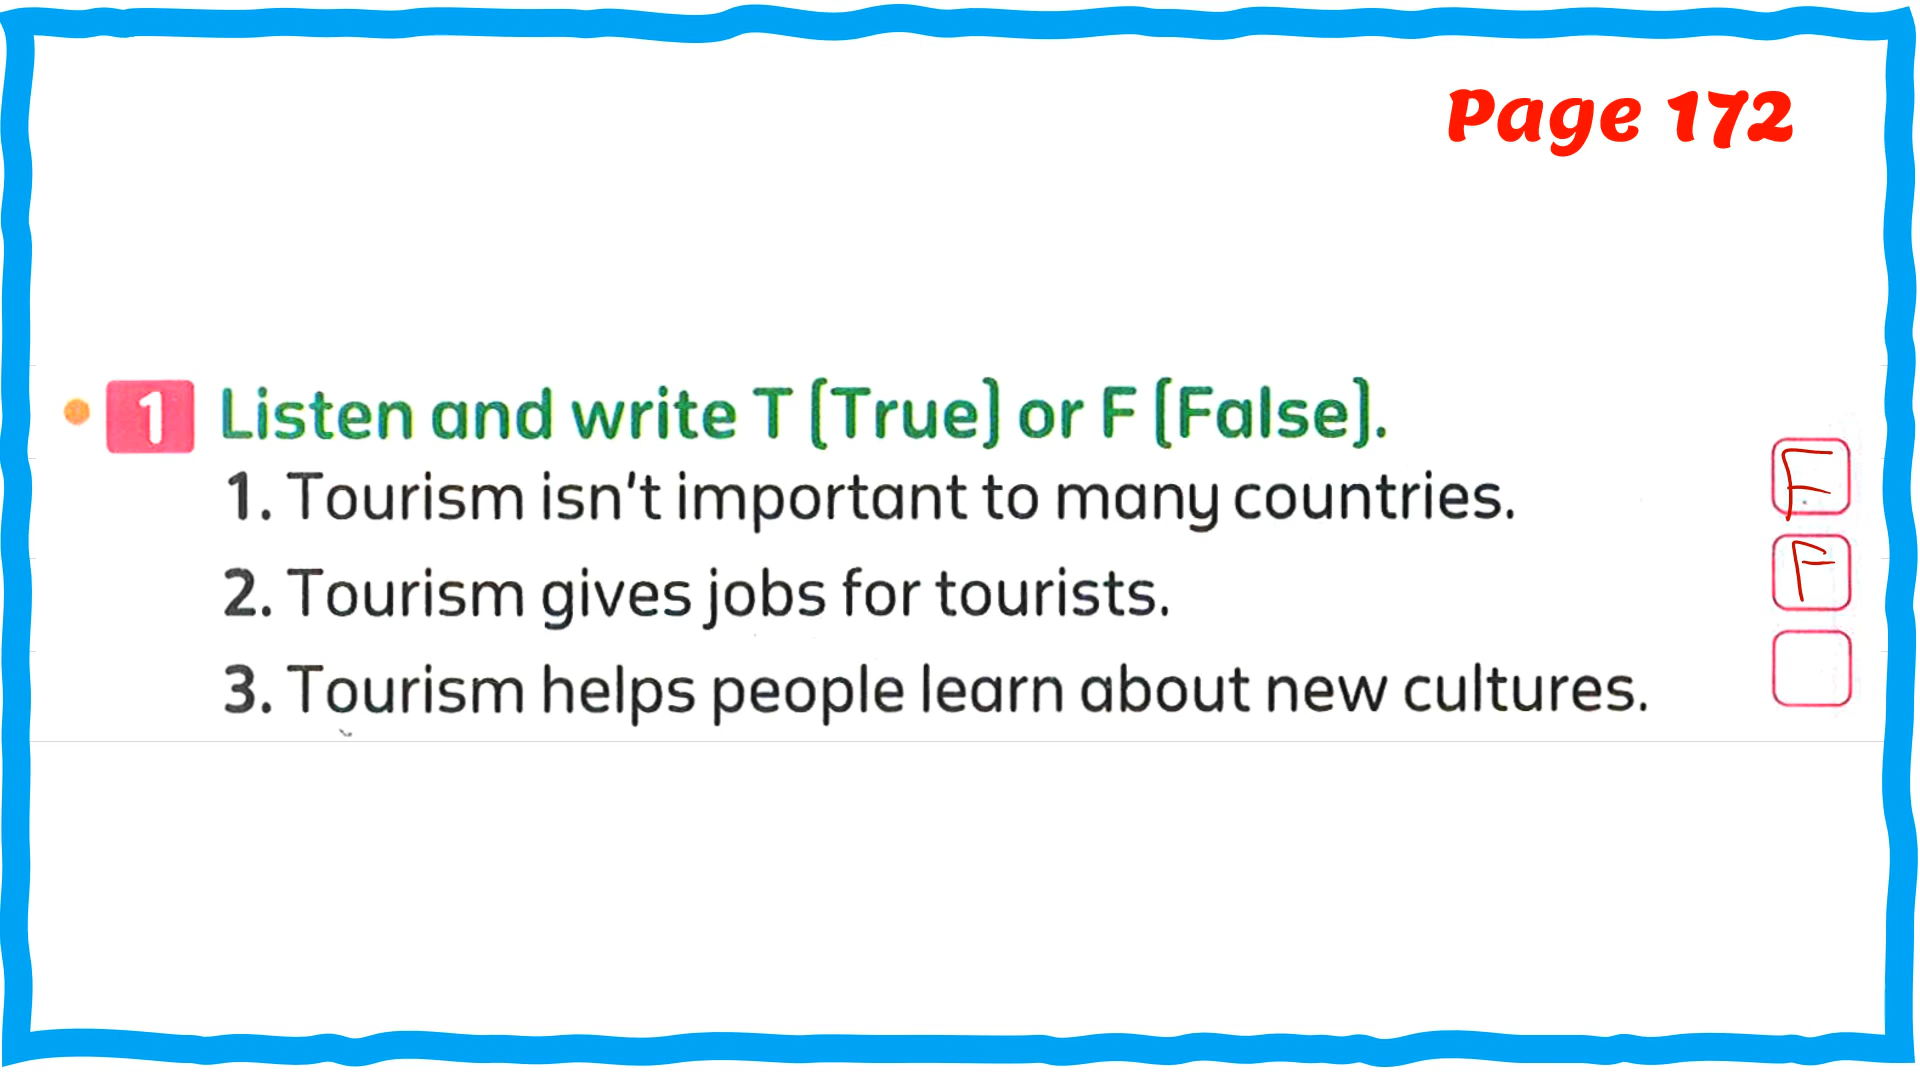 Page 172
1 Listen and write T (True) or F (False).
1. Tourism isn't important to many countries. F
2. Tourism gives jobs for tourists. F
3. Tourism helps people learn about new cultures.